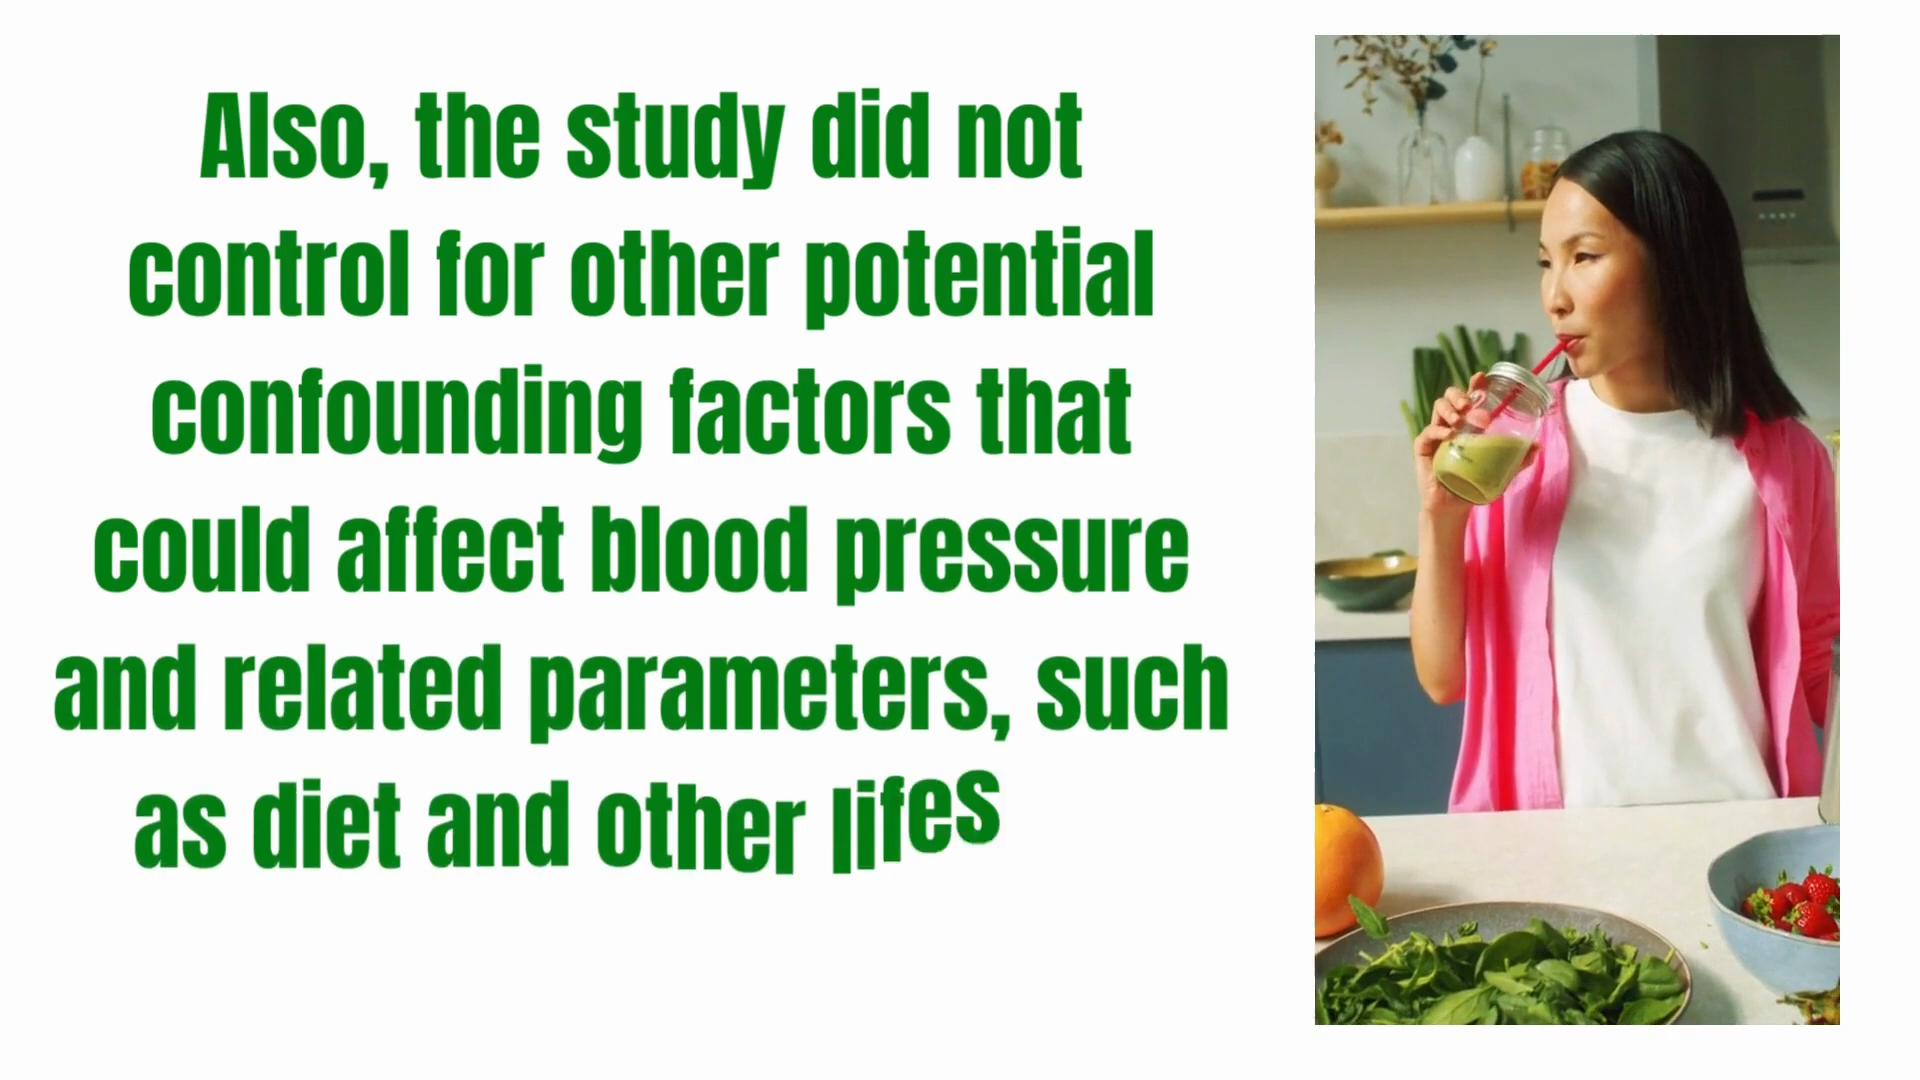 Also, the study did not
control for other potential
confounding factors that
could affect blood pressure
and related parameters, such
as diet and other lifes